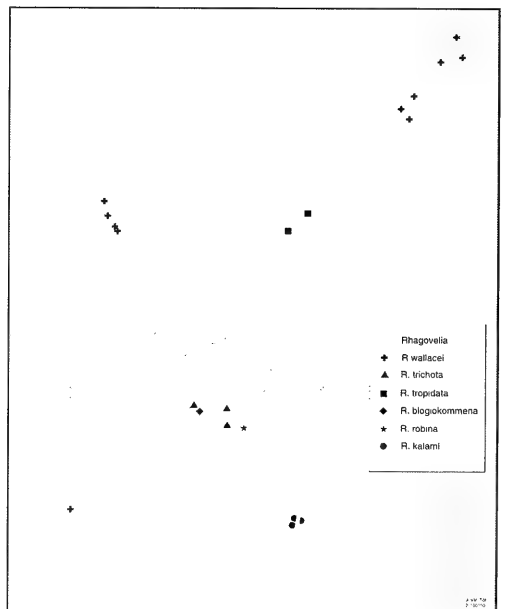 Rhagovelia
R wallacei
R. trichota
R. tropidata
R. blogiokommena
R. robina
R. kalami